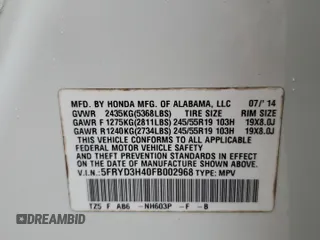 MFD. BY HONDA MFG. OF ALABAMA, LLC 07/'14
GVWR 2435KG(5368LBS) TIRE SIZE RIM SIZE
GAWR F1275KG(2811LBS) 245/55R19 103H 19X8.0J
GAWR R1240KG(2734LBS) 245/55R19 103H 19X8.0J
THIS VEHICLE CONFORMS TO ALL APPLICABLE
FEDERAL MOTOR VEHICLE SAFETY AND THEFT
PREVENTION STANDARDS IN EFFECT ON THE DATE
OF MANUFACTURE SHOWN ABOVE.
V.I.N.: 5FRYD3H40FB002968 TYPE: MPV
TZ5 F AB6 -NH603P -F -B